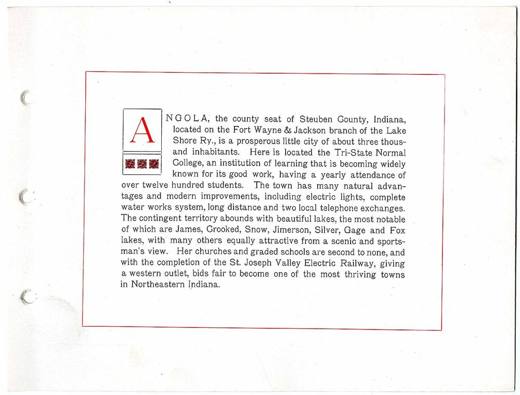 ANGOLA, the county seat of Steuben County, Indiana,
located on the Fort Wayne & Jackson branch of the Lake
Shore Ry., is a prosperous little city of about three thous-
and inhabitants. Here is located the Tri-State Normal
College, an institution of learning that is becoming widely
known for its good work, having a yearly attendance of
over twelve hundred students. The town has many natural advan-
tages and modern improvements, including electric lights, complete
water works system, long distance and two local telephone exchanges.
The contingent territory abounds with beautiful lakes, the most notable
of which are James, Crooked, Snow, Jimerson, Silver, Gage and Fox
lakes, with many others equally attractive from a scenic and sports-
man's view. Her churches and graded schools are second to none, and
with the completion of the St. Joseph Valley Electric Railway, giving
a western outlet, bids fair to become one of the most thriving towns
in Northeastern Indiana.